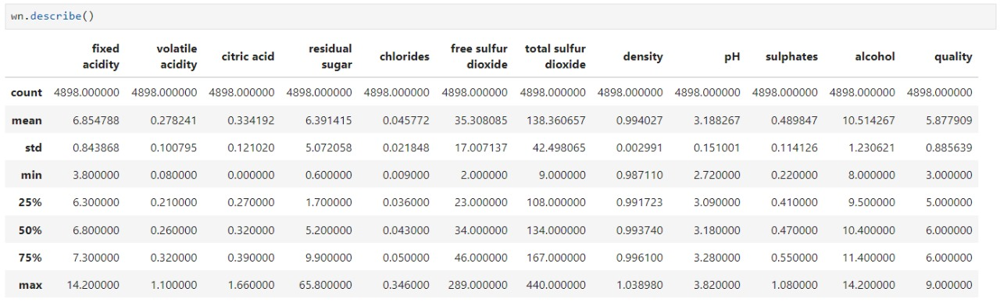 wn.describe()
fixed acidity volatile acidity citric acid residual sugar chlorides free sulfur dioxide total sulfur dioxide density pH sulphates alcohol quality
count 4898.000000 4898.000000 4898.000000 4898.000000 4898.000000 4898.000000 4898.000000 4898.000000 4898.000000 4898.000000 4898.000000 4898.000000
mean 6.854788 0.278241 0.334192 6.391415 0.045772 35.308085 138.360657 0.994027 3.188267 0.489847 10.514267 5.877909
std 0.843868 0.100795 0.121020 5.072058 0.021848 17.007137 42.498065 0.002991 0.151001 0.114126 1.230621 0.885639
min 3.800000 0.080000 0.000000 0.600000 0.009000 2.000000 9.000000 0.987110 2.720000 0.220000 8.000000 3.000000
25% 6.300000 0.210000 0.270000 1.700000 0.036000 23.000000 108.000000 0.991723 3.090000 0.410000 9.500000 5.000000
50% 6.800000 0.260000 0.320000 5.200000 0.043000 34.000000 134.000000 0.993740 3.180000 0.470000 10.400000 6.000000
75% 7.300000 0.320000 0.390000 9.900000 0.050000 46.000000 167.000000 0.996100 3.280000 0.550000 11.400000 6.000000
max 14.200000 1.100000 1.660000 65.800000 0.346000 289.000000 440.000000 1.038980 3.820000 1.080000 14.200000 9.000000